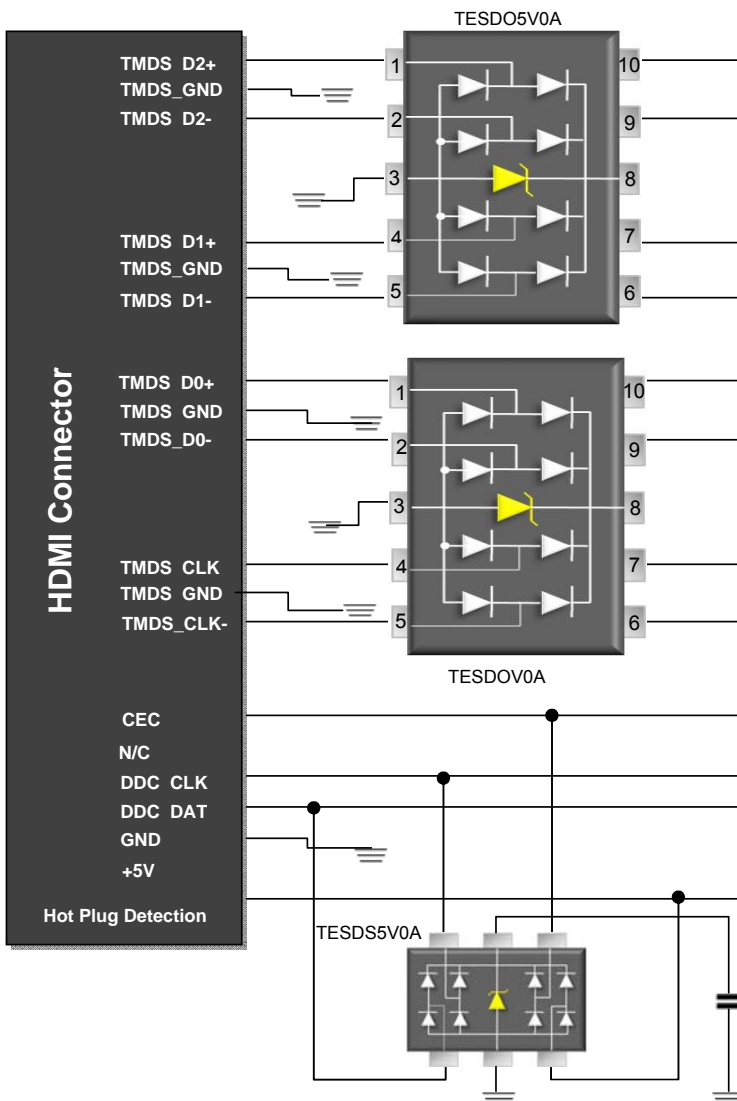 TESDO5V0A
TMDS D2+
TMDS_GND
TMDS D2-
TMDS D1+
TMDS_GND
TMDS D1-
1
2
3
4
5
10
9
8
7
6
HDMI Connector
TMDS D0+
TMDS GND
TMDS_D0-
TMDS CLK
TMDS GND
TMDS_CLK-
1
2
3
4
5
10
9
8
7
6
TESDOV0A
CEC
N/C
DDC CLK
DDC DAT
GND
+5V
Hot Plug Detection
TESDS5V0A